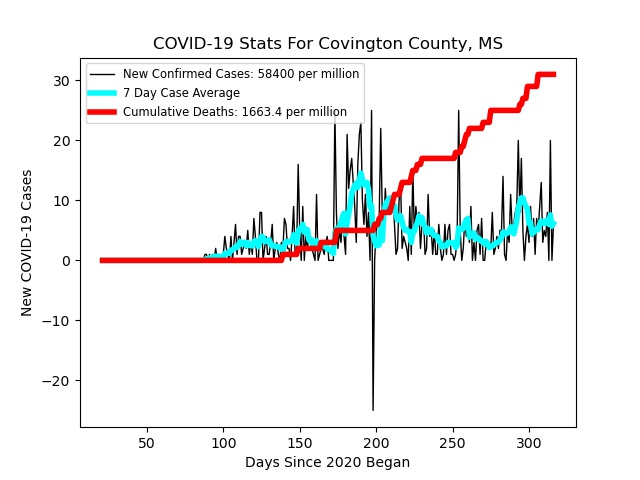 COVID-19 Stats For Covington County, MS
New Confirmed Cases: 58400 per million
7 Day Case Average
Cumulative Deaths: 1663.4 per million
New COVID-19 Cases
30
20
10
0
−10
−20
50 100 150 200 250 300
Days Since 2020 Began